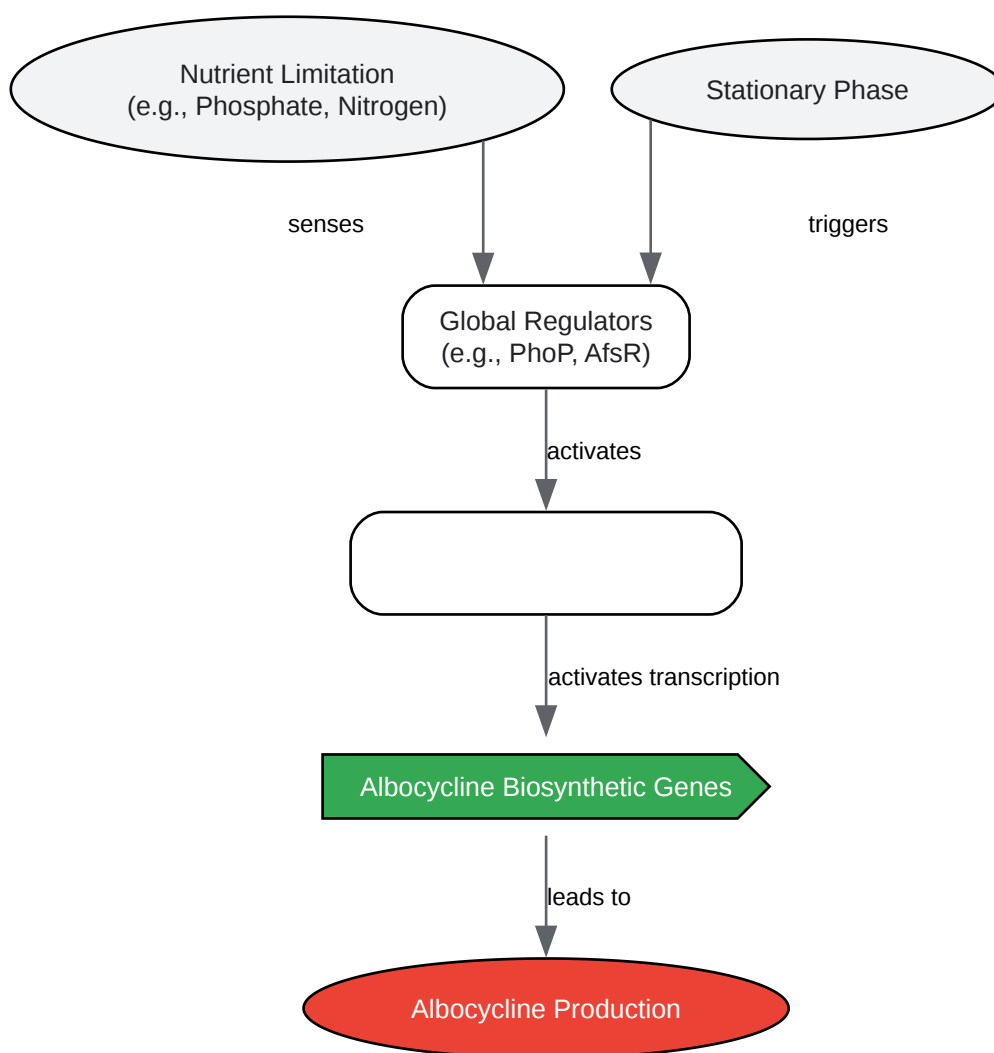 Nutrient Limitation
(e.g., Phosphate, Nitrogen)
Stationary Phase
senses
triggers
Global Regulators
(e.g., PhoP, AfsR)
activates
activates transcription
Albocycline Biosynthetic Genes
leads to
Albocycline Production